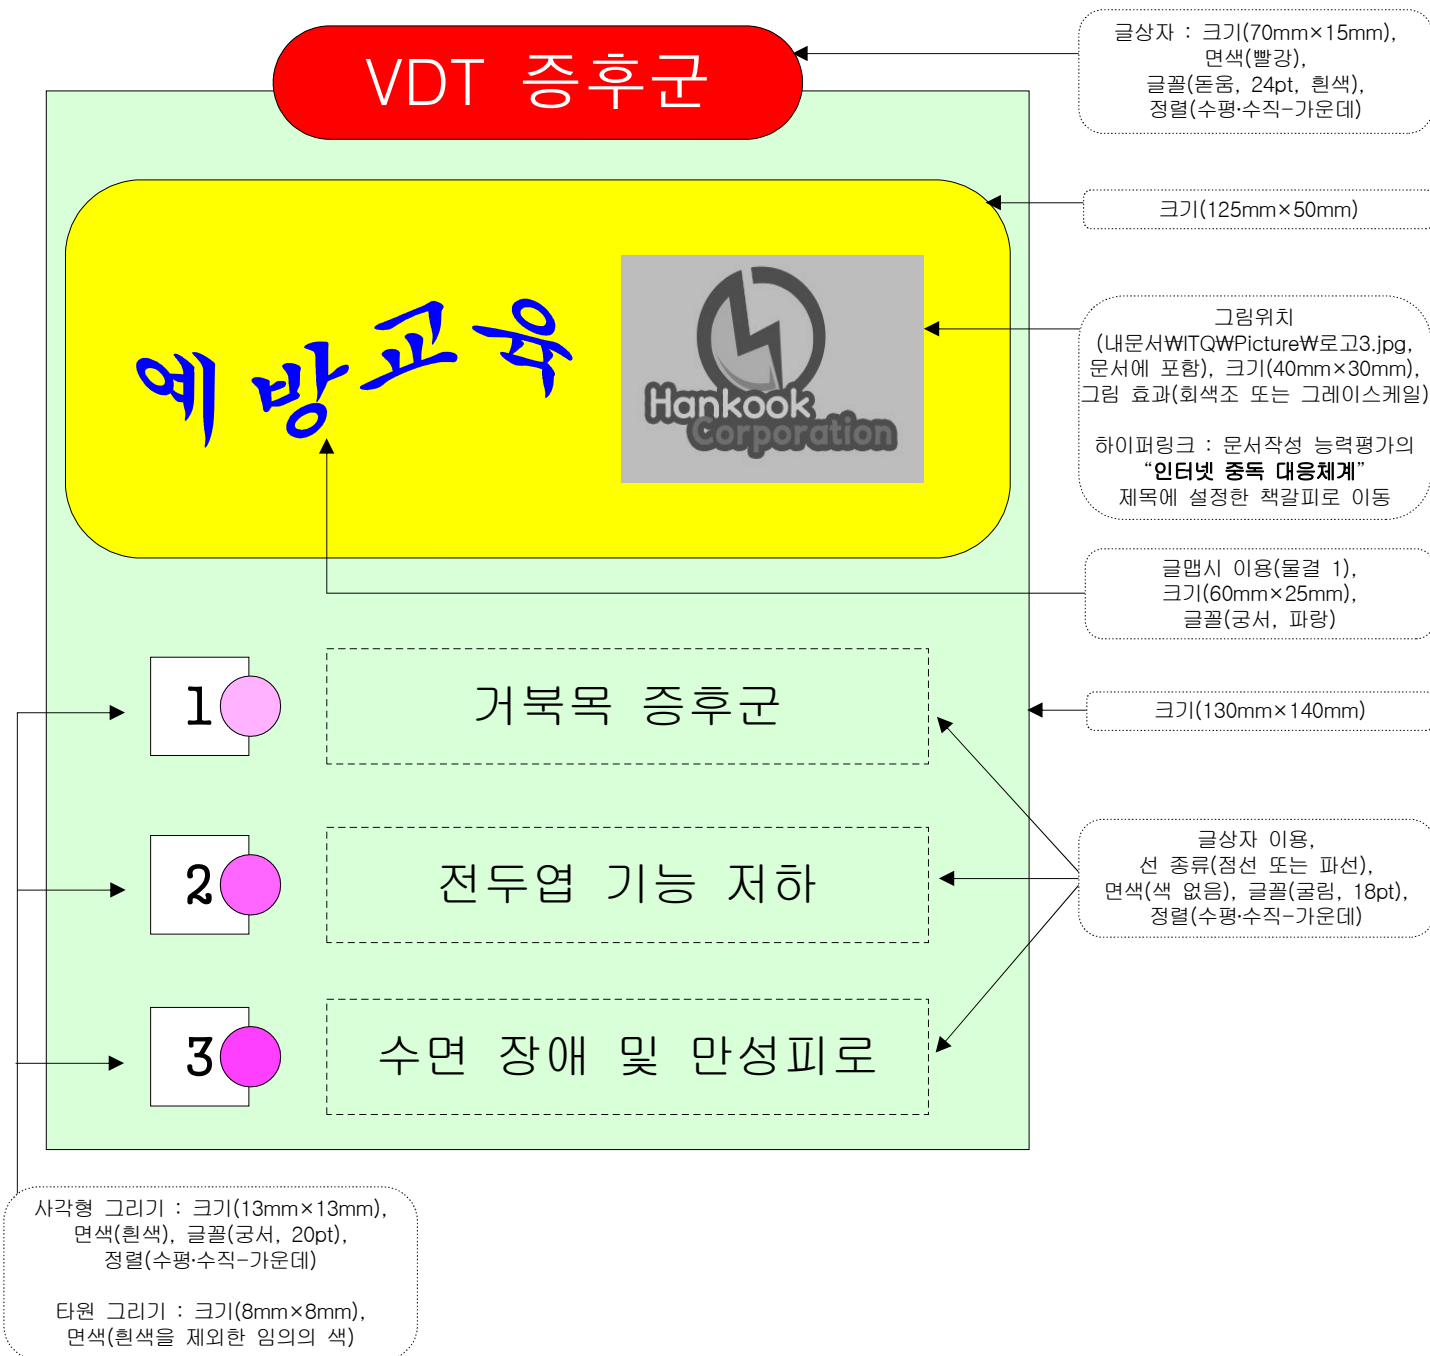 VDT 증후군
글상자 : 크기(70mm×15mm),
면색(빨강),
글꼴(돋움, 24pt, 흰색),
정렬(수평·수직-가운데)
크기(125mm×50mm)
예방교육
Hankook
Corporation
그림위치
(내문서₩ITQ₩Picture₩로고3.jpg,
문서에 포함), 크기(40mm×30mm),
그림 효과(회색조 또는 그레이스케일)
하이퍼링크 : 문서작성 능력평가의
“인터넷 중독 대응체계”
제목에 설정한 책갈피로 이동
글맵시 이용(물결 1),
크기(60mm×25mm),
글꼴(궁서, 파랑)
1
거북목 증후군
크기(130mm×140mm)
2
전두엽 기능 저하
글상자 이용,
선 종류(점선 또는 파선),
면색(색 없음), 글꼴(굴림, 18pt),
정렬(수평·수직-가운데)
3
수면 장애 및 만성피로
사각형 그리기 : 크기(13mm×13mm),
면색(흰색), 글꼴(궁서, 20pt),
정렬(수평·수직-가운데)
타원 그리기 : 크기(8mm×8mm),
면색(흰색을 제외한 임의의 색)